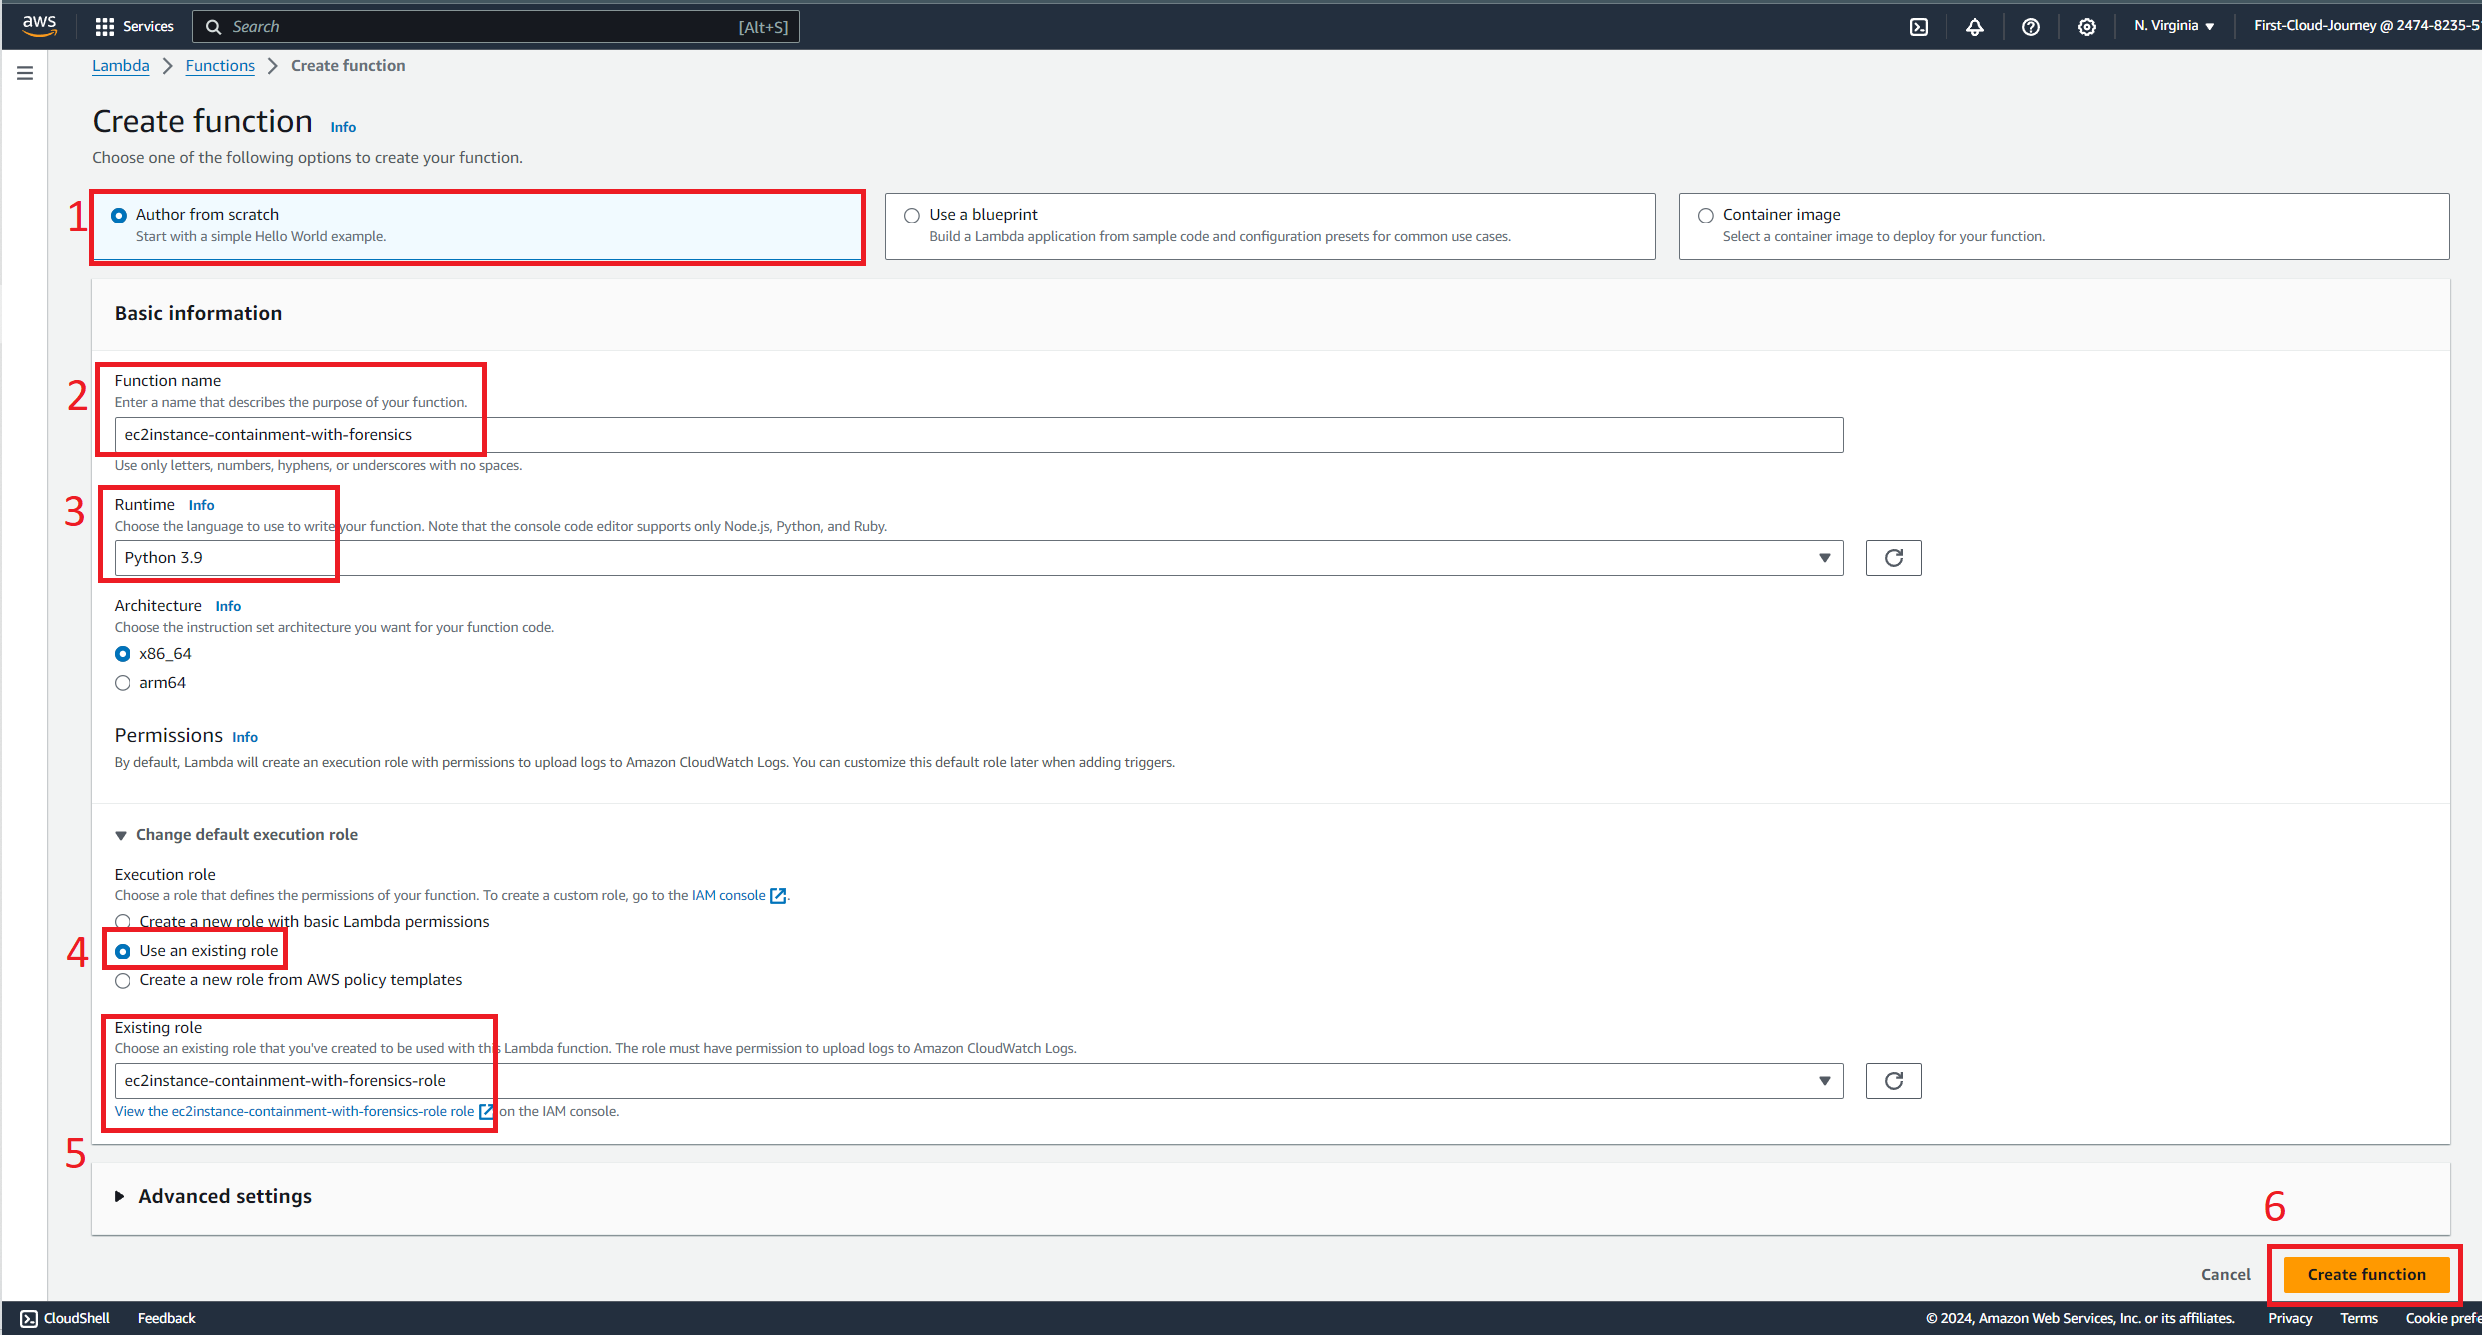 aws Services Search [Alt+S] N. Virginia First-Cloud-Journey @ 2474-8235-51
Lambda Functions Create function
Create function Info
Choose one of the following options to create your function.
1
Author from scratch
Start with a simple Hello World example.
Use a blueprint
Build a Lambda application from sample code and configuration presets for common use cases.
Container image
Select a container image to deploy for your function.
Basic information
2
Function name
Enter a name that describes the purpose of your function.
ec2instance-containment-with-forensics
Use only letters, numbers, hyphens, or underscores with no spaces.
3
Runtime Info
Choose the language to use to write your function. Note that the console code editor supports only Node.js, Python, and Ruby.
Python 3.9
Architecture Info
Choose the instruction set architecture you want for your function code.
x86_64
arm64
Permissions Info
By default, Lambda will create an execution role with permissions to upload logs to Amazon CloudWatch Logs. You can customize this default role later when adding triggers.
Change default execution role
Execution role
Choose a role that defines the permissions of your function. To create a custom role, go to the IAM console.
Create a new role with basic Lambda permissions
4
Use an existing role
Create a new role from AWS policy templates
Existing role
Choose an existing role that you've created to be used with this Lambda function. The role must have permission to upload logs to Amazon CloudWatch Logs.
ec2instance-containment-with-forensics-role
View the ec2instance-containment-with-forensics-role role on the IAM console.
5
Advanced settings
6
Cancel Create function
CloudShell Feedback © 2024, Amazon Web Services, Inc. or its affiliates. Privacy Terms Cookie prefe